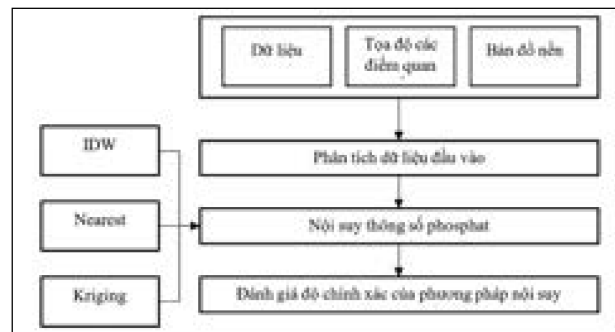 Dữ liệu
Tọa độ các
điểm quan
Bản đồ nền
IDW
Phân tích dữ liệu đầu vào
Nearest
Nội suy thông số phosphat
Kriging
Đánh giá độ chính xác của phương pháp nội suy